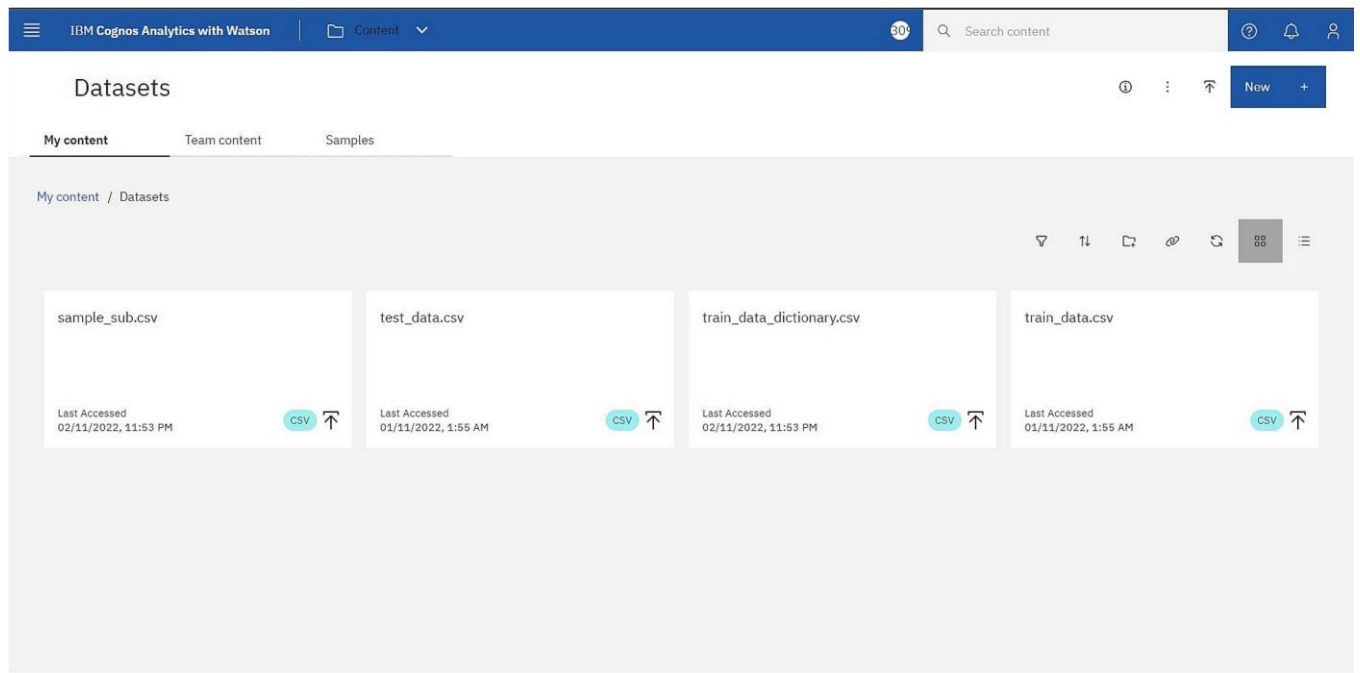 IBM Cognos Analytics with Watson
Content
Search content
Datasets
New +
My content
Team content
Samples
My content / Datasets
sample_sub.csv
Last Accessed
02/11/2022, 11:53 PM
CSV
test_data.csv
Last Accessed
01/11/2022, 1:55 AM
CSV
train_data_dictionary.csv
Last Accessed
02/11/2022, 11:53 PM
CSV
train_data.csv
Last Accessed
01/11/2022, 1:55 AM
CSV